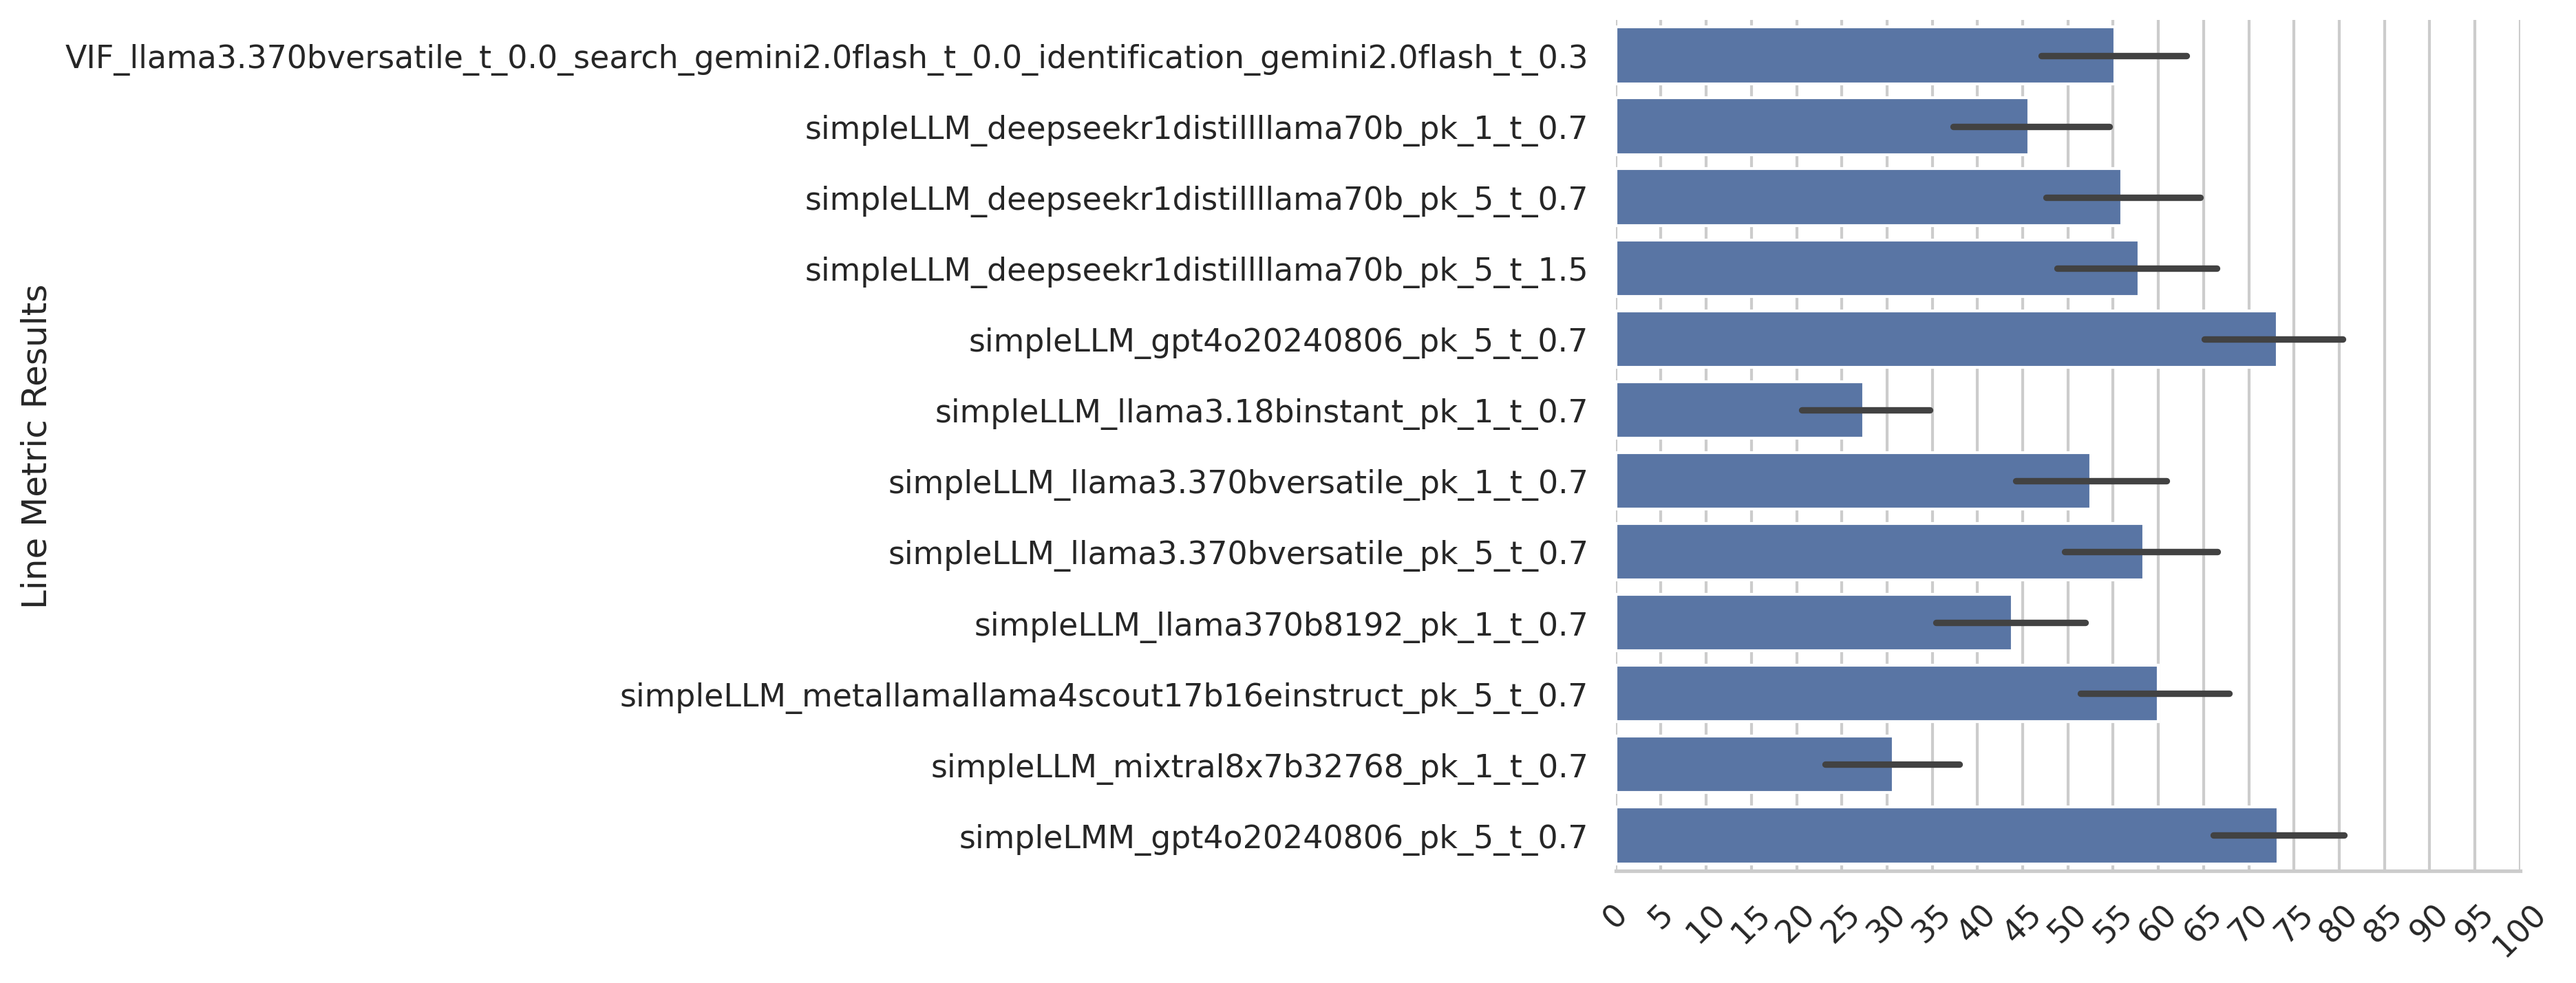 Line Metric Results
VIF_llama3.370bversatile_t_0.0_search_gemini2.0flash_t_0.0_identification_gemini2.0flash_t_0.3
simpleLLM_deepseekr1distillllama70b_pk_1_t_0.7
simpleLLM_deepseekr1distillllama70b_pk_5_t_0.7
simpleLLM_deepseekr1distillllama70b_pk_5_t_1.5
simpleLLM_gpt4o20240806_pk_5_t_0.7
simpleLLM_llama3.18binstant_pk_1_t_0.7
simpleLLM_llama3.370bversatile_pk_1_t_0.7
simpleLLM_llama3.370bversatile_pk_5_t_0.7
simpleLLM_llama370b8192_pk_1_t_0.7
simpleLLM_metallamallama4scout17b16einstruct_pk_5_t_0.7
simpleLLM_mixtral8x7b32768_pk_1_t_0.7
simpleLMM_gpt4o20240806_pk_5_t_0.7
0 5 10 15 20 25 30 35 40 45 50 55 60 65 70 75 80 85 90 95 100